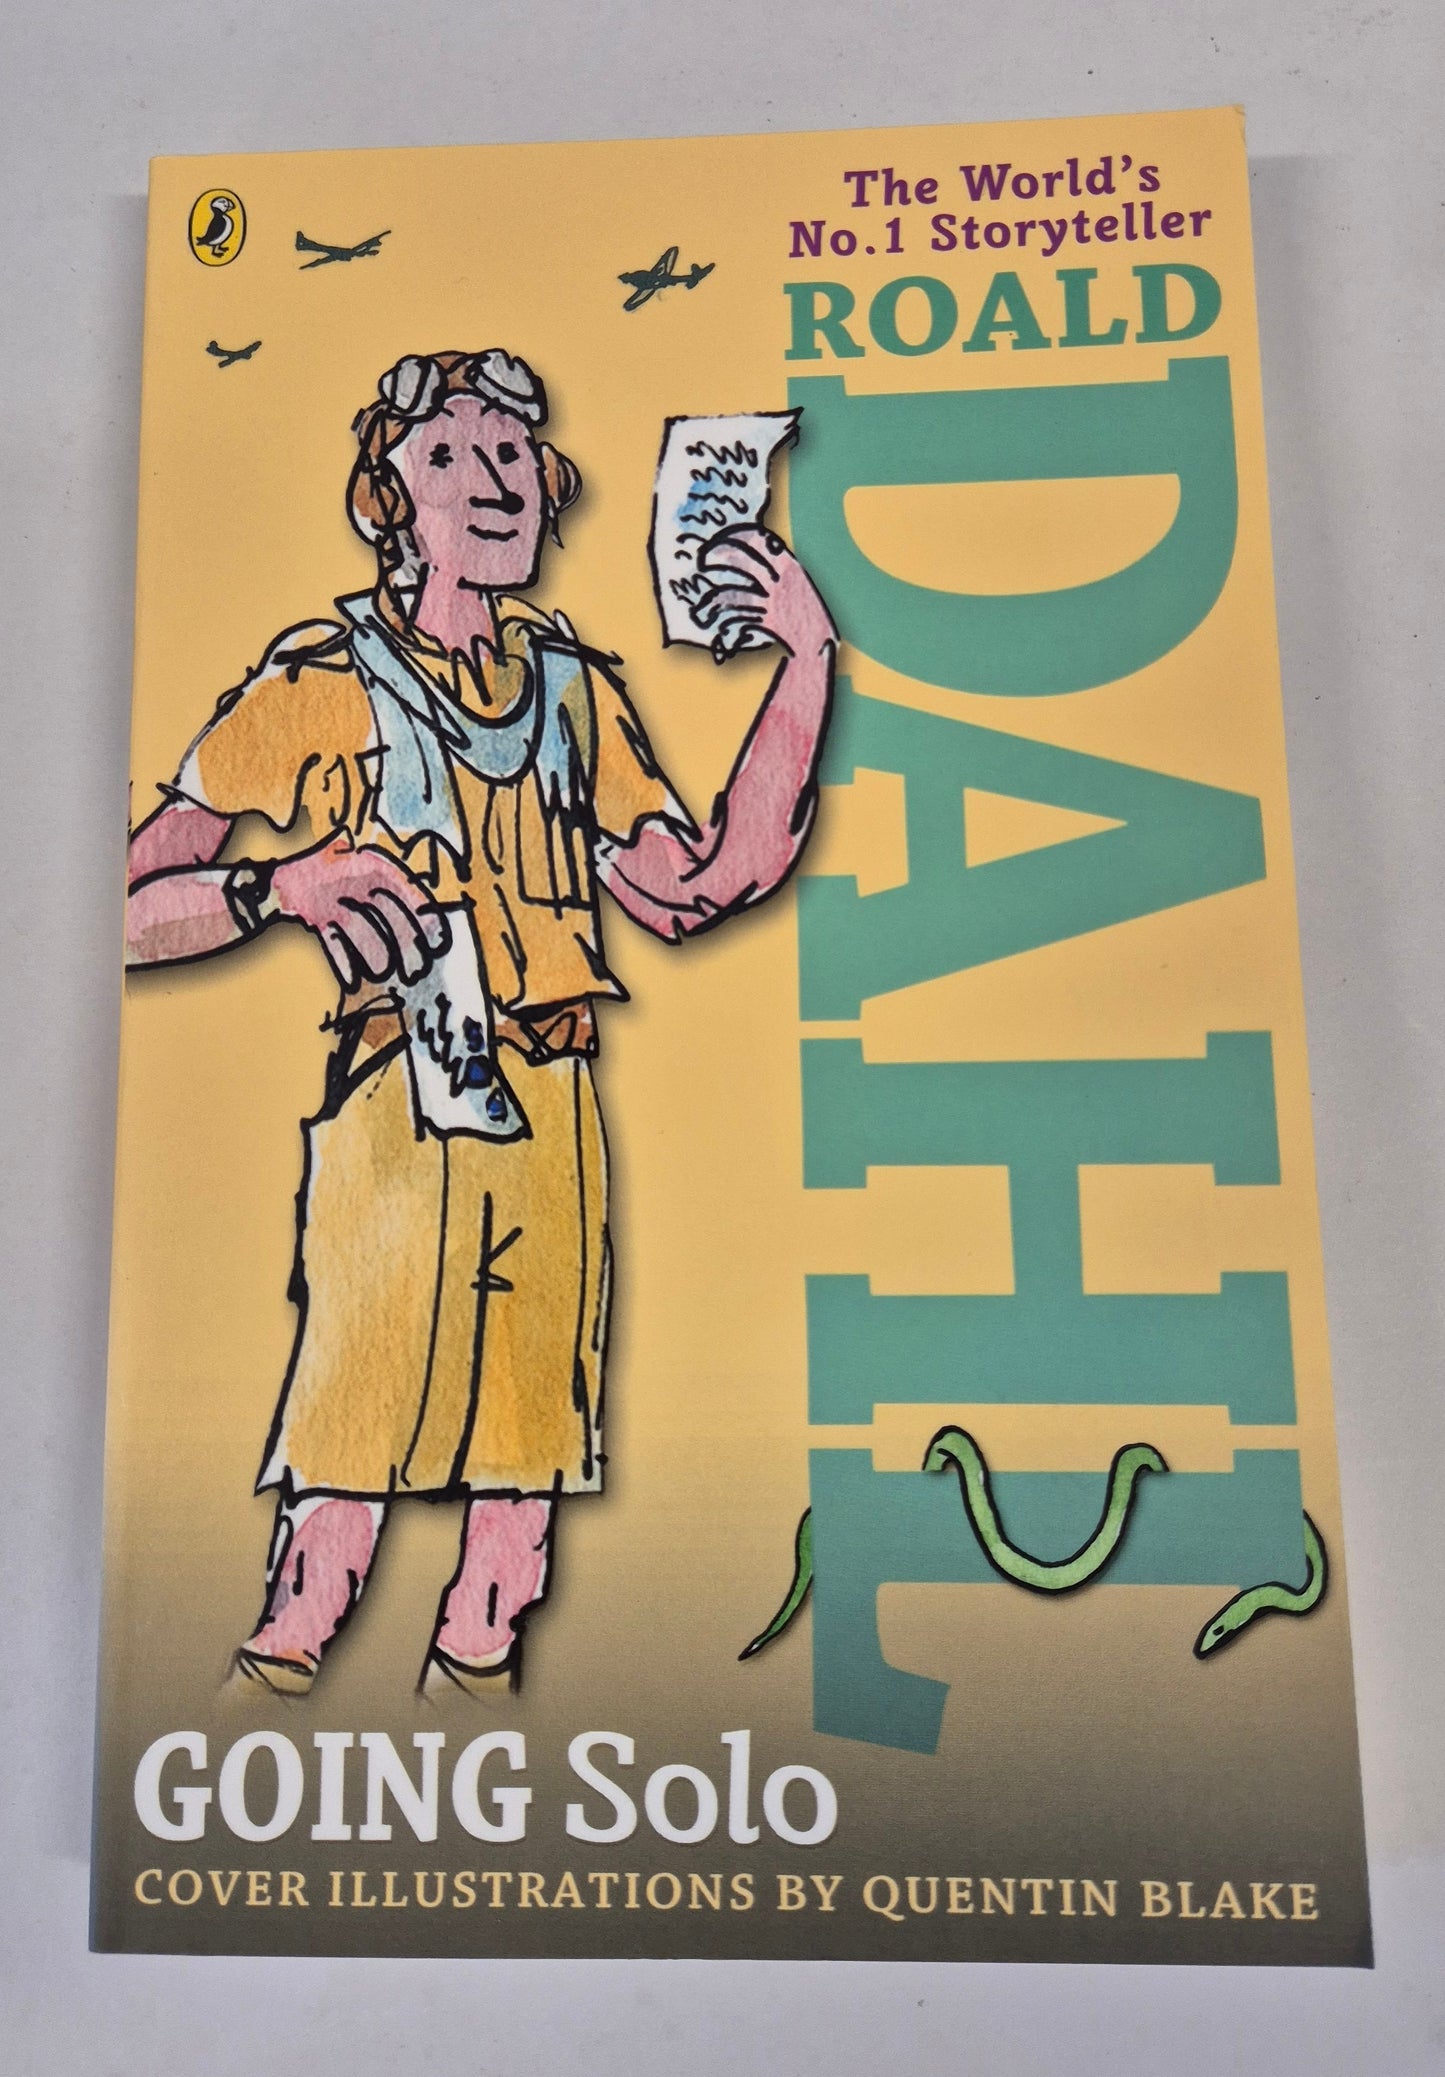 The World's
No.1 Storyteller
ROALD
DAHL
GOING Solo
COVER ILLUSTRATIONS BY QUENTIN BLAKE